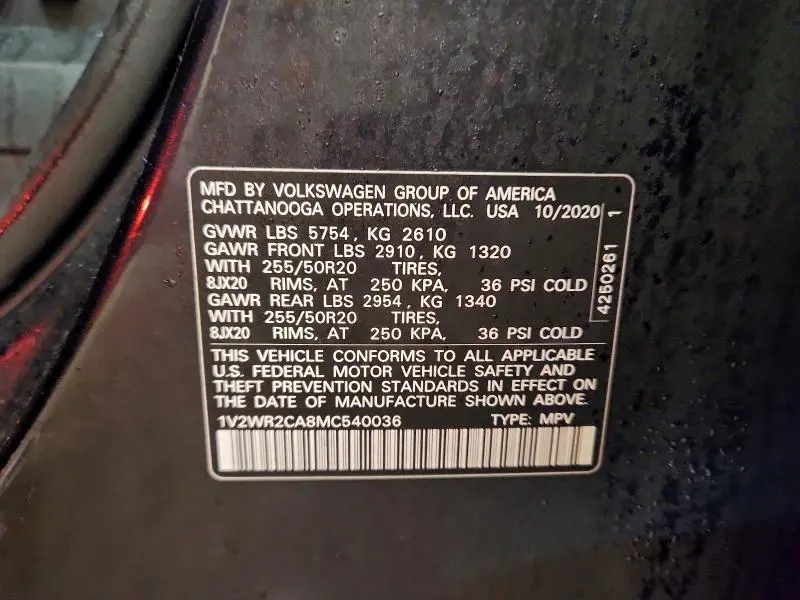 MFD BY VOLKSWAGEN GROUP OF AMERICA
CHATTANOOGA OPERATIONS, LLC. USA 10/2020
GVWR LBS 5754, KG 2610
GAWR FRONT LBS 2910, KG 1320
WITH 255/50R20 TIRES,
8JX20 RIMS, AT 250 KPA, 36 PSI COLD
GAWR REAR LBS 2954, KG 1340
WITH 255/50R20 TIRES,
8JX20 RIMS, AT 250 KPA, 36 PSI COLD
4250261 1
THIS VEHICLE CONFORMS TO ALL APPLICABLE
U.S. FEDERAL MOTOR VEHICLE SAFETY AND
THEFT PREVENTION STANDARDS IN EFFECT ON
THE DATE OF MANUFACTURE SHOWN ABOVE.
1V2WR2CA8MC540036 TYPE: MPV